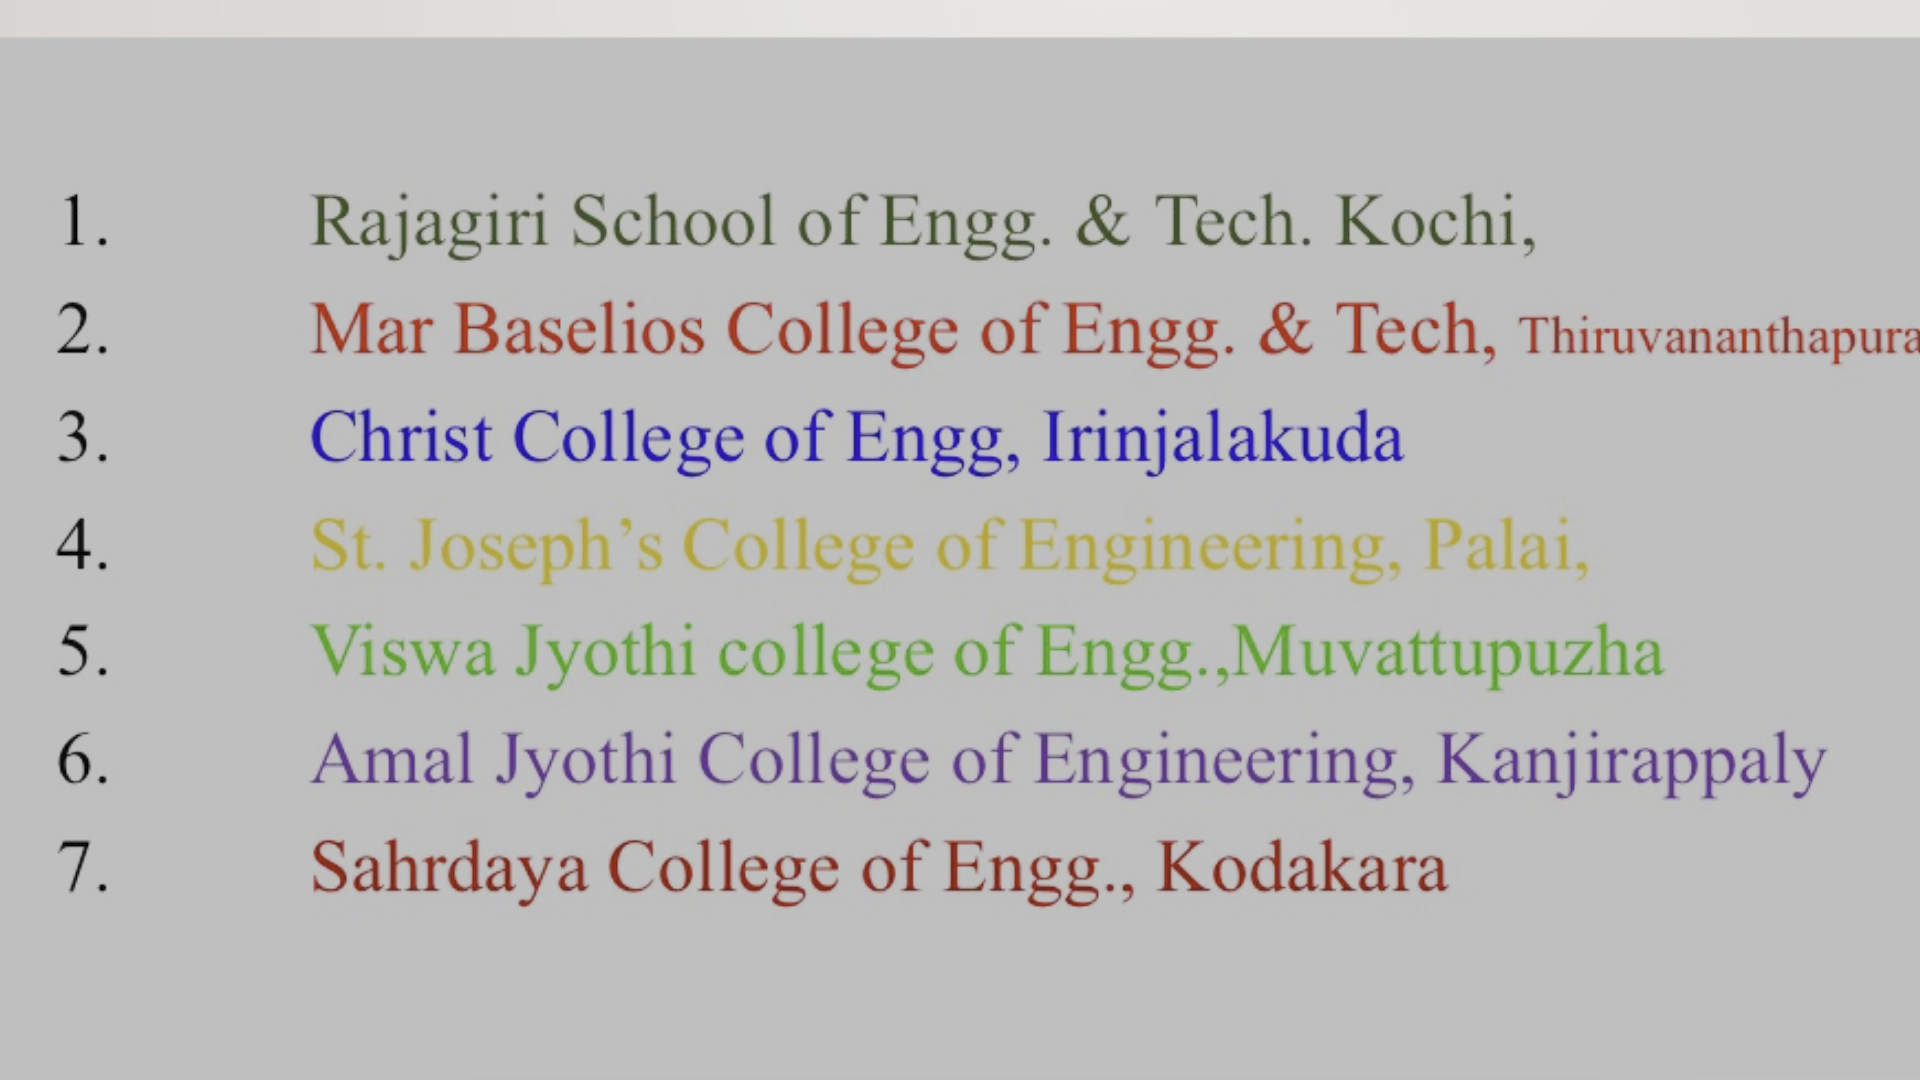 1. Rajagiri School of Engg. & Tech. Kochi,
2. Mar Baselios College of Engg. & Tech, Thiruvananthapura
3. Christ College of Engg, Irinjalakuda
4. St. Joseph’s College of Engineering, Palai,
5. Viswa Jyothi college of Engg.,Muvattupuzha
6. Amal Jyothi College of Engineering, Kanjirappaly
7. Sahrdaya College of Engg., Kodakara